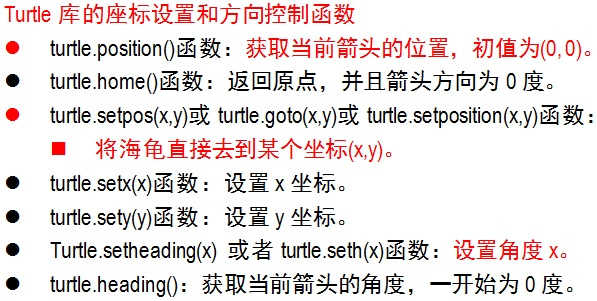 Turtle 库的座标设置和方向控制函数
● turtle.position()函数：获取当前箭头的位置，初值为(0, 0)。
● turtle.home()函数：返回原点，并且箭头方向为 0 度。
● turtle.setpos(x,y)或 turtle.goto(x,y)或 turtle.setposition(x,y)函数：
■ 将海龟直接去到某个坐标(x,y)。
● turtle.setx(x)函数：设置 x 坐标。
● turtle.sety(y)函数：设置 y 坐标。
● Turtle.setheading(x) 或者 turtle.seth(x)函数：设置角度 x。
● turtle.heading()：获取当前箭头的角度，一开始为 0 度。